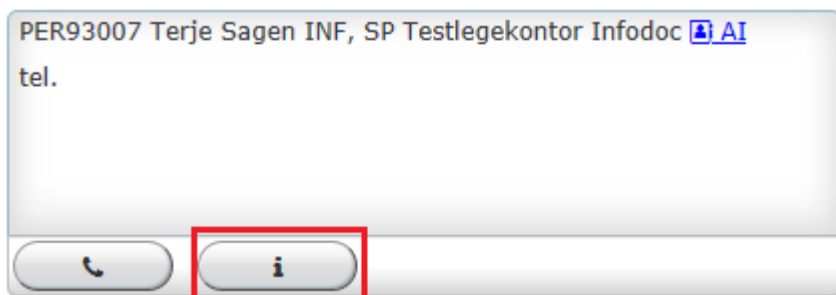 PER93007 Terje Sagen INF, SP Testlegekontor Infodoc AI
tel.
i